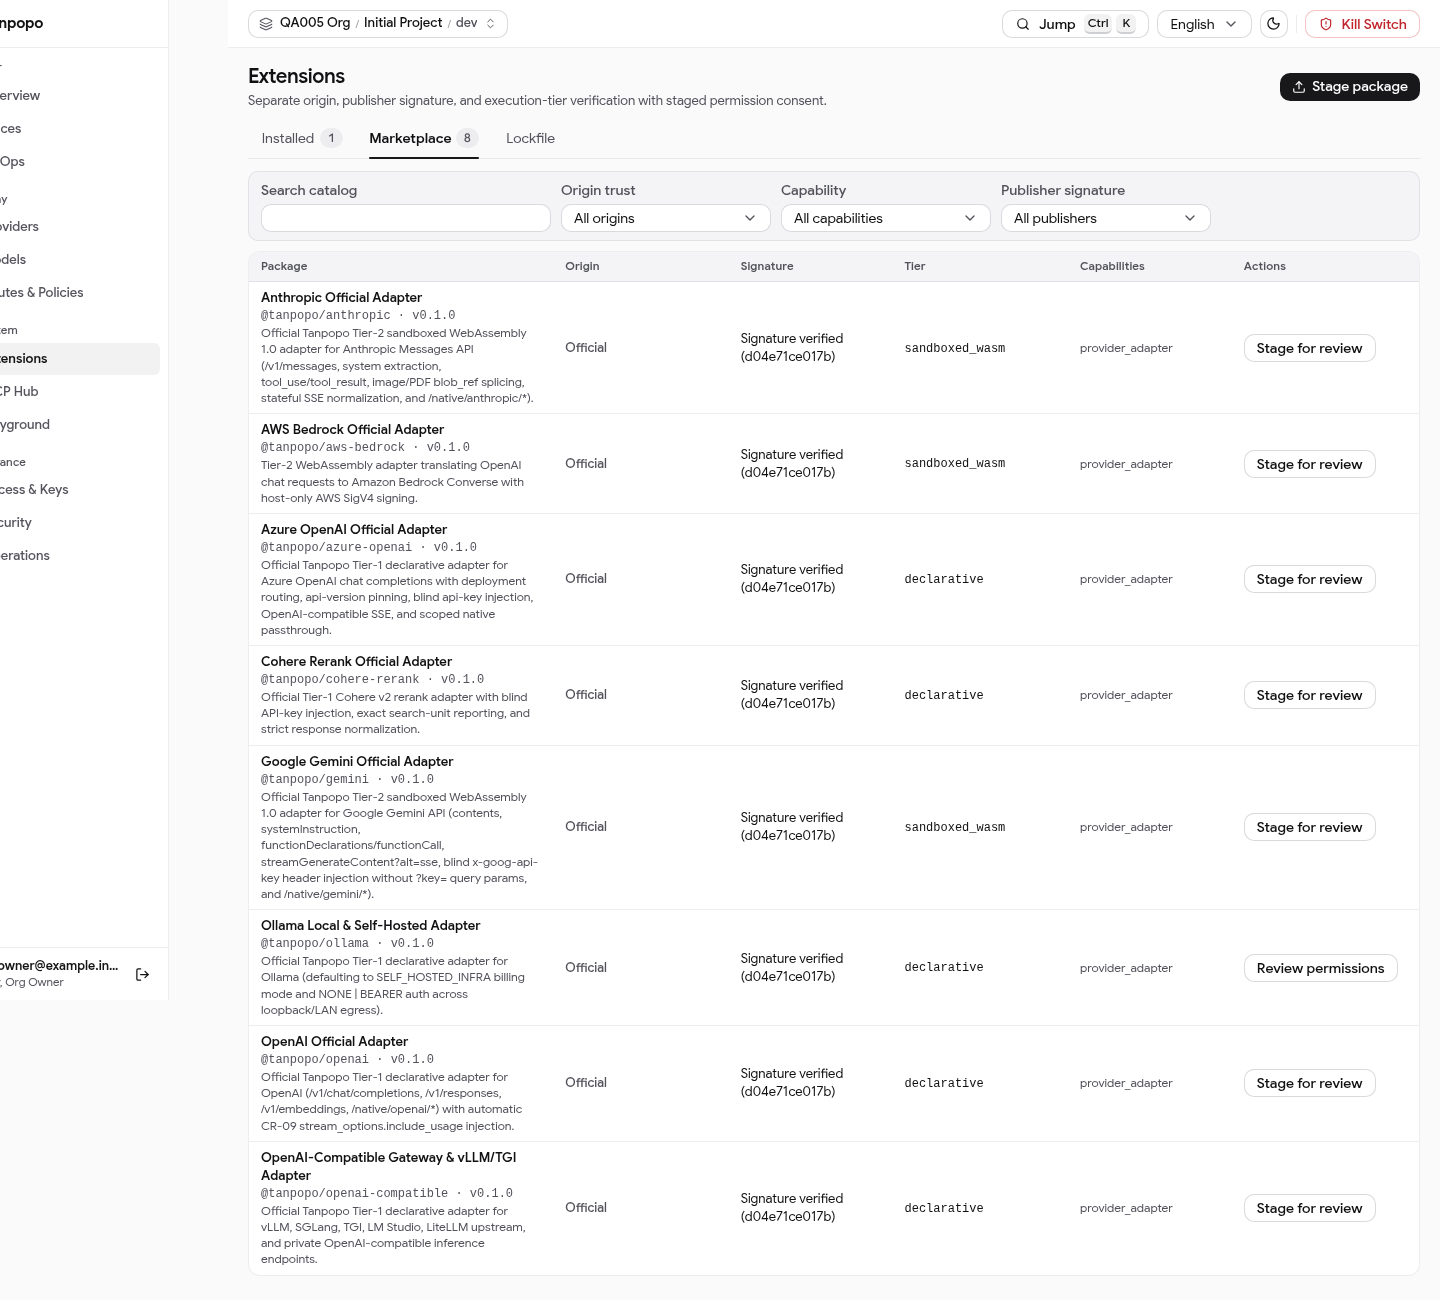 npopo
erview
ces
Ops
y
viders
dels
utes & Policies
tem
tensions
CP Hub
yground
ance
cess & Keys
curity
erations
owner@example.in...
, Org Owner
QA005 Org / Initial Project / dev
Jump Ctrl K
English
Kill Switch
Extensions
Separate origin, publisher signature, and execution-tier verification with staged permission consent.
Stage package
Installed 1
Marketplace 8
Lockfile
Search catalog
Origin trust
Capability
Publisher signature
All origins
All capabilities
All publishers
Package Origin Signature Tier Capabilities Actions
Anthropic Official Adapter
@tanpopo/anthropic · v0.1.0
Official Tanpopo Tier-2 sandboxed WebAssembly
1.0 adapter for Anthropic Messages API
(/v1/messages, system extraction,
tool_use/tool_result, image/PDF blob_ref splicing,
stateful SSE normalization, and /native/anthropic/*).
Official
Signature verified
(d04e71ce017b)
sandboxed_wasm
provider_adapter
Stage for review
AWS Bedrock Official Adapter
@tanpopo/aws-bedrock · v0.1.0
Tier-2 WebAssembly adapter translating OpenAI
chat requests to Amazon Bedrock Converse with
host-only AWS SigV4 signing.
Official
Signature verified
(d04e71ce017b)
sandboxed_wasm
provider_adapter
Stage for review
Azure OpenAI Official Adapter
@tanpopo/azure-openai · v0.1.0
Official Tanpopo Tier-1 declarative adapter for
Azure OpenAI chat completions with deployment
routing, api-version pinning, blind api-key injection,
OpenAI-compatible SSE, and scoped native
passthrough.
Official
Signature verified
(d04e71ce017b)
declarative
provider_adapter
Stage for review
Cohere Rerank Official Adapter
@tanpopo/cohere-rerank · v0.1.0
Official Tier-1 Cohere v2 rerank adapter with blind
API-key injection, exact search-unit reporting, and
strict response normalization.
Official
Signature verified
(d04e71ce017b)
declarative
provider_adapter
Stage for review
Google Gemini Official Adapter
@tanpopo/gemini · v0.1.0
Official Tanpopo Tier-2 sandboxed WebAssembly
1.0 adapter for Google Gemini API (contents,
systemInstruction,
functionDeclarations/functionCall,
streamGenerateContent?alt=sse, blind x-goog-api-
key header injection without ?key= query params,
and /native/gemini/*).
Official
Signature verified
(d04e71ce017b)
sandboxed_wasm
provider_adapter
Stage for review
Ollama Local & Self-Hosted Adapter
@tanpopo/ollama · v0.1.0
Official Tanpopo Tier-1 declarative adapter for
Ollama (defaulting to SELF_HOSTED_INFRA billing
mode and NONE | BEARER auth across
loopback/LAN egress).
Official
Signature verified
(d04e71ce017b)
declarative
provider_adapter
Review permissions
OpenAI Official Adapter
@tanpopo/openai · v0.1.0
Official Tanpopo Tier-1 declarative adapter for
OpenAI (/v1/chat/completions, /v1/responses,
/v1/embeddings, /native/openai/*) with automatic
CR-09 stream_options.include_usage injection.
Official
Signature verified
(d04e71ce017b)
declarative
provider_adapter
Stage for review
OpenAI-Compatible Gateway & vLLM/TGI
Adapter
@tanpopo/openai-compatible · v0.1.0
Official Tanpopo Tier-1 declarative adapter for
vLLM, SGLang, TGI, LM Studio, LiteLLM upstream,
and private OpenAI-compatible inference
endpoints.
Official
Signature verified
(d04e71ce017b)
declarative
provider_adapter
Stage for review